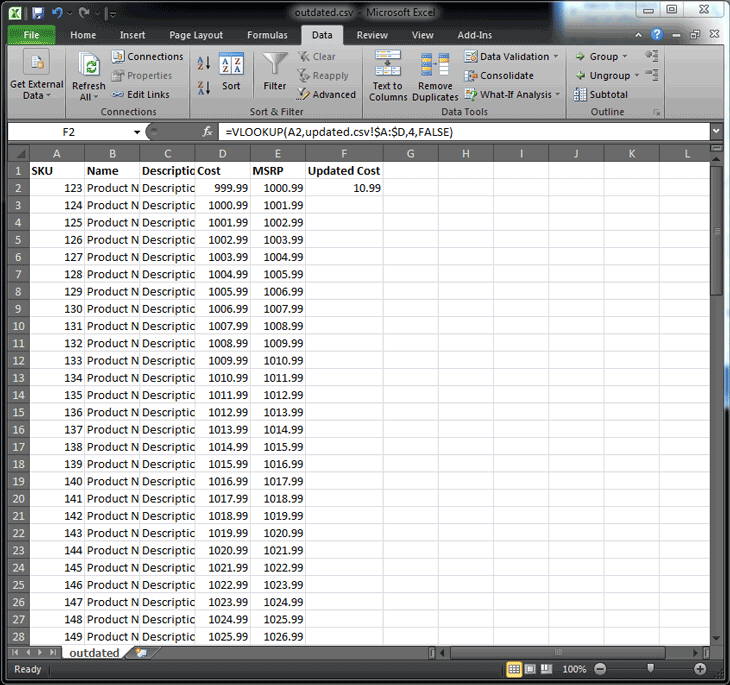 outdated.csv - Microsoft Excel
File Home Insert Page Layout Formulas Data Review View Add-Ins
Get External Data
Refresh All
Connections
Properties
Edit Links
Connections
Sort
Filter
Clear
Reapply
Advanced
Sort & Filter
Text to Columns
Remove Duplicates
Data Validation
Consolidate
What-If Analysis
Data Tools
Group
Ungroup
Subtotal
Outline
F2 fx =VLOOKUP(A2,updated.csv!$A:$D,4,FALSE)
A B C D E F G H I J K L
1 SKU Name Descriptio Cost MSRP Updated Cost
2 123 Product N Descriptic 999.99 1000.99 10.99
3 124 Product N Descriptic 1000.99 1001.99
4 125 Product N Descriptic 1001.99 1002.99
5 126 Product N Descriptic 1002.99 1003.99
6 127 Product N Descriptic 1003.99 1004.99
7 128 Product N Descriptic 1004.99 1005.99
8 129 Product N Descriptic 1005.99 1006.99
9 130 Product N Descriptic 1006.99 1007.99
10 131 Product N Descriptic 1007.99 1008.99
11 132 Product N Descriptic 1008.99 1009.99
12 133 Product N Descriptic 1009.99 1010.99
13 134 Product N Descriptic 1010.99 1011.99
14 135 Product N Descriptic 1011.99 1012.99
15 136 Product N Descriptic 1012.99 1013.99
16 137 Product N Descriptic 1013.99 1014.99
17 138 Product N Descriptic 1014.99 1015.99
18 139 Product N Descriptic 1015.99 1016.99
19 140 Product N Descriptic 1016.99 1017.99
20 141 Product N Descriptic 1017.99 1018.99
21 142 Product N Descriptic 1018.99 1019.99
22 143 Product N Descriptic 1019.99 1020.99
23 144 Product N Descriptic 1020.99 1021.99
24 145 Product N Descriptic 1021.99 1022.99
25 146 Product N Descriptic 1022.99 1023.99
26 147 Product N Descriptic 1023.99 1024.99
27 148 Product N Descriptic 1024.99 1025.99
28 149 Product N Descriptic 1025.99 1026.99
outdated
Ready 100%